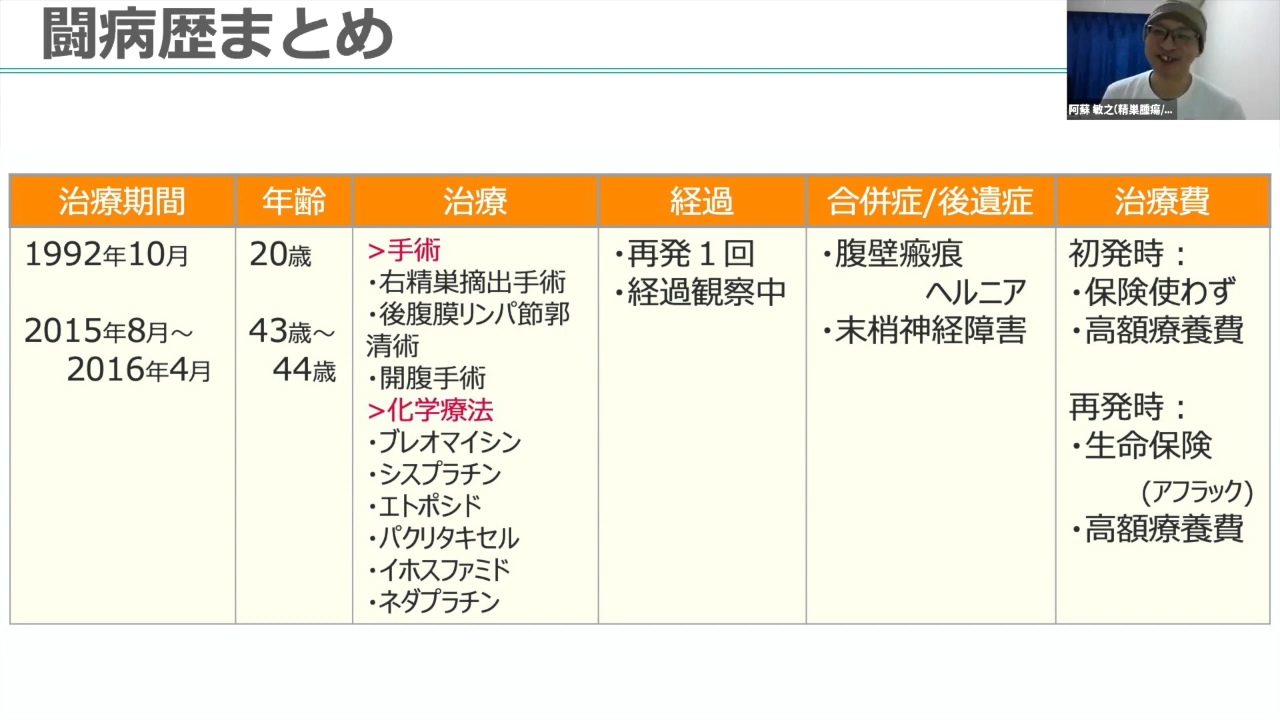 闘病歴まとめ
阿蘇 敏之(精巣腫瘍/...
治療期間 年齢 治療 経過 合併症/後遺症 治療費
1992年10月
2015年8月～
2016年4月
20歳
43歳～
44歳
>手術
・右精巣摘出手術
・後腹膜リンパ節郭
清術
・開腹手術
>化学療法
・ブレオマイシン
・シスプラチン
・エトポシド
・パクリタキセル
・イホスファミド
・ネダプラチン
・再発１回
・経過観察中
・腹壁瘢痕
ヘルニア
・末梢神経障害
初発時：
・保険使わず
・高額療養費
再発時：
・生命保険
(アフラック)
・高額療養費